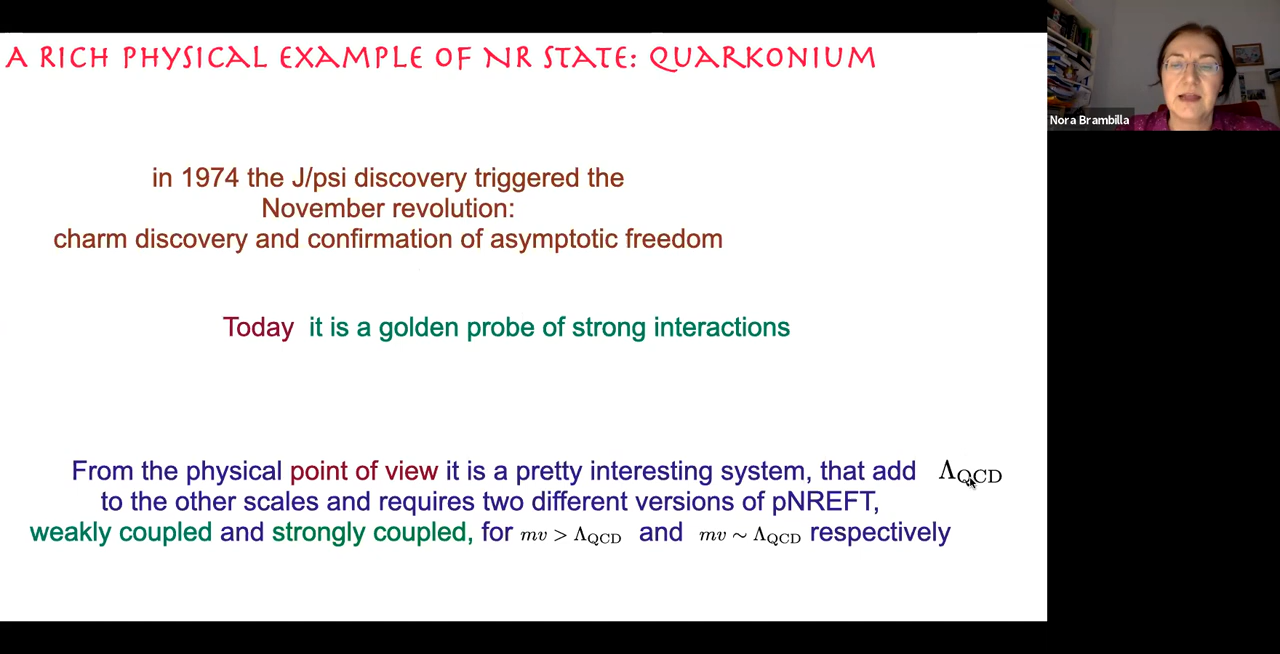 A RICH PHYSICAL EXAMPLE OF NR STATE: QUARKONIUM
Nora Brambilla
in 1974 the J/psi discovery triggered the
November revolution:
charm discovery and confirmation of asymptotic freedom
Today it is a golden probe of strong interactions
From the physical point of view it is a pretty interesting system, that add Λ_QCD
to the other scales and requires two different versions of pNREFT,
weakly coupled and strongly coupled, for mv > Λ_QCD and mv ∼ Λ_QCD respectively